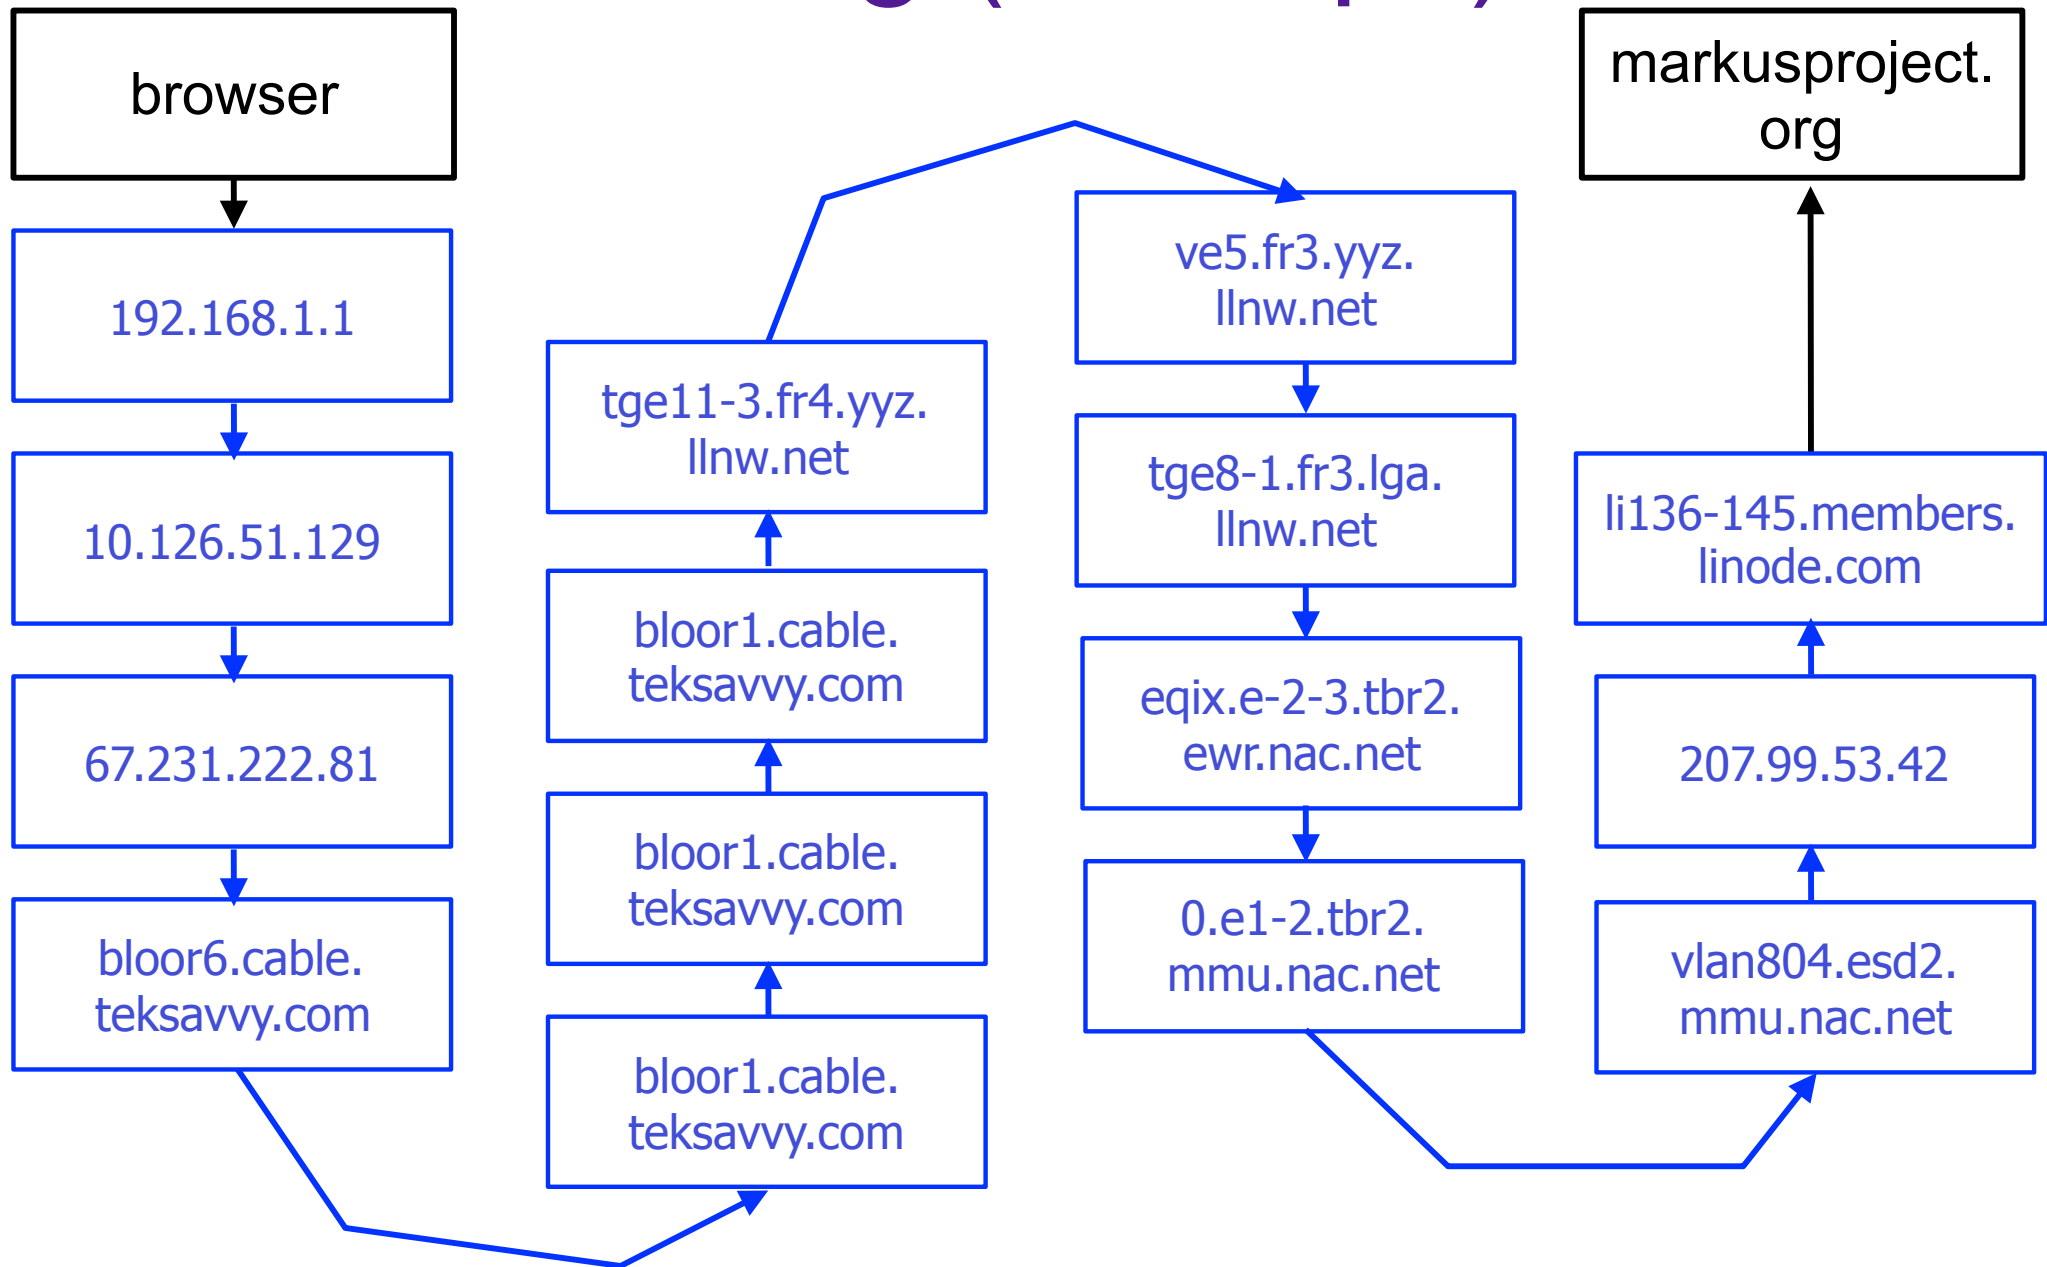 browser
192.168.1.1
10.126.51.129
67.231.222.81
bloor6.cable.
teksavvy.com
bloor1.cable.
teksavvy.com
bloor1.cable.
teksavvy.com
bloor1.cable.
teksavvy.com
tge11-3.fr4.yyz.
llnw.net
ve5.fr3.yyz.
llnw.net
tge8-1.fr3.lga.
llnw.net
eqix.e-2-3.tbr2.
ewr.nac.net
0.e1-2.tbr2.
mmu.nac.net
vlan804.esd2.
mmu.nac.net
207.99.53.42
li136-145.members.
linode.com
markusproject.
org